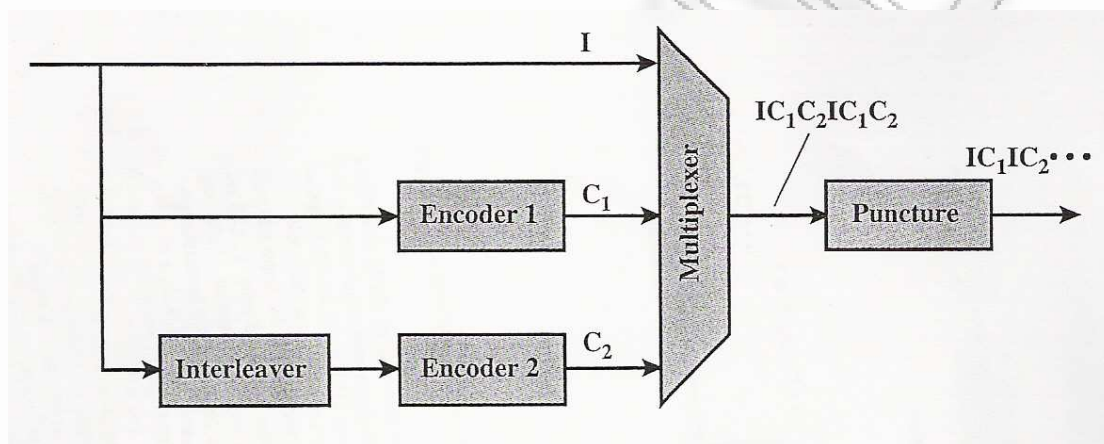 I
IC₁C₂IC₁C₂
IC₁IC₂•••
Multiplexer
Encoder 1
C₁
Puncture
Interleaver
Encoder 2
C₂